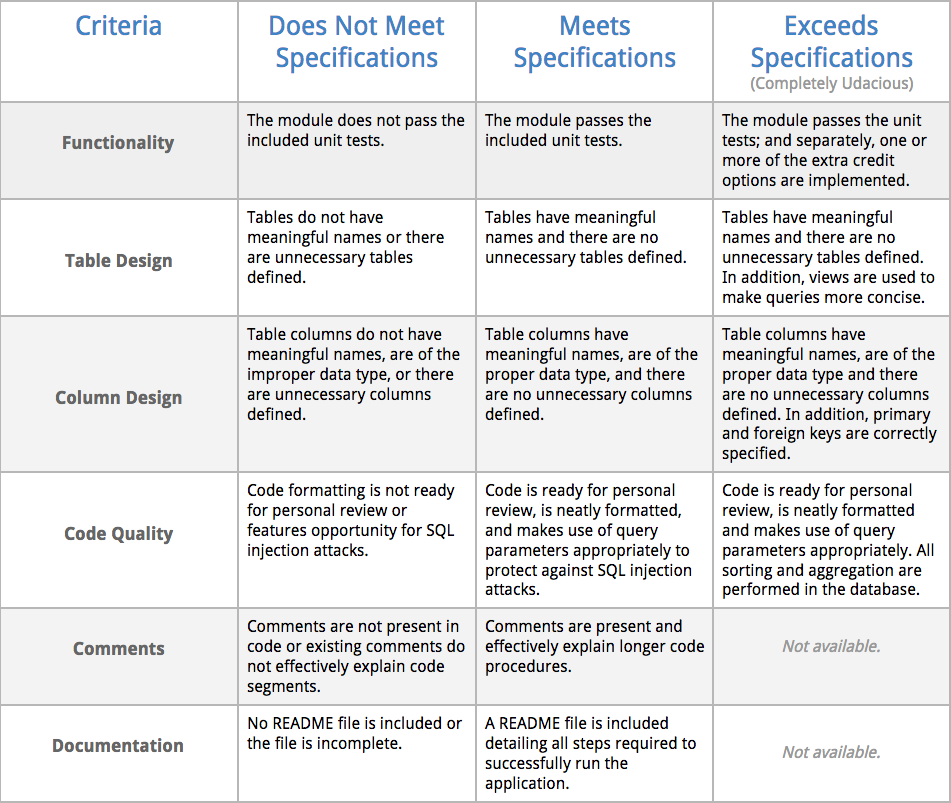 Criteria
Does Not Meet
Specifications
Meets
Specifications
Exceeds
Specifications
(Completely Udacious)
Functionality
The module does not pass the
included unit tests.
The module passes the
included unit tests.
The module passes the unit
tests; and separately, one or
more of the extra credit
options are implemented.
Table Design
Tables do not have
meaningful names or there
are unnecessary tables
defined.
Tables have meaningful
names and there are no
unnecessary tables defined.
Tables have meaningful
names and there are no
unnecessary tables defined.
In addition, views are used to
make queries more concise.
Column Design
Table columns do not have
meaningful names, are of the
improper data type, or there
are unnecessary columns
defined.
Table columns have
meaningful names, are of the
proper data type, and there
are no unnecessary columns
defined.
Table columns have
meaningful names, are of the
proper data type and there
are no unnecessary columns
defined. In addition, primary
and foreign keys are correctly
specified.
Code Quality
Code formatting is not ready
for personal review or
features opportunity for SQL
injection attacks.
Code is ready for personal
review, is neatly formatted,
and makes use of query
parameters appropriately to
protect against SQL injection
attacks.
Code is ready for personal
review, is neatly formatted
and makes use of query
parameters appropriately. All
sorting and aggregation are
performed in the database.
Comments
Comments are not present in
code or existing comments do
not effectively explain code
segments.
Comments are present and
effectively explain longer code
procedures.
Not available.
Documentation
No README file is included or
the file is incomplete.
A README file is included
detailing all steps required to
successfully run the
application.
Not available.